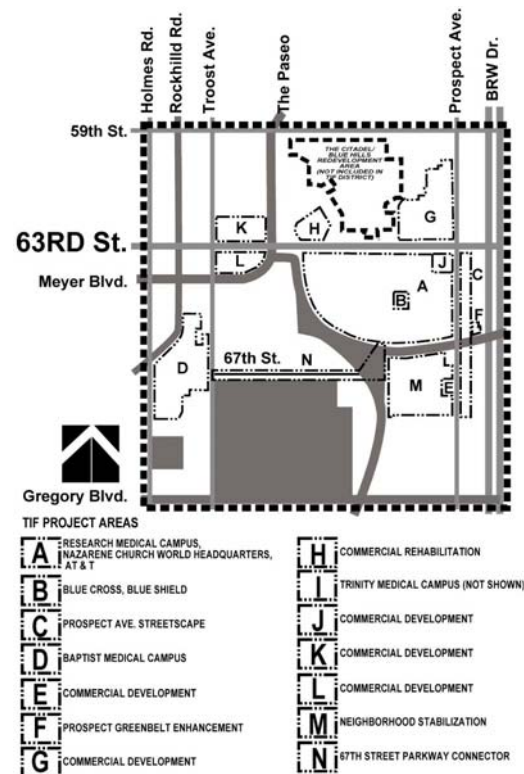 Holmes Rd.
Rockhill Rd.
Troost Ave.
The Paseo
Prospect Ave.
BRW Dr.
59th St.
THE CITADEL/
BLUE HILLS
REDEVELOPMENT
AREA
(NOT INCLUDED IN
TIF DISTRICT)
G
K
H
63RD St.
L
J
C
Meyer Blvd.
A
B
F
67th St.
N
D
M
E
Gregory Blvd.
TIF PROJECT AREAS
A RESEARCH MEDICAL CAMPUS,
NAZARENE CHURCH WORLD HEADQUARTERS,
AT & T
B BLUE CROSS, BLUE SHIELD
C PROSPECT AVE. STREETSCAPE
D BAPTIST MEDICAL CAMPUS
E COMMERCIAL DEVELOPMENT
F PROSPECT GREENBELT ENHANCEMENT
G COMMERCIAL DEVELOPMENT
H COMMERCIAL REHABILITATION
I TRINITY MEDICAL CAMPUS (NOT SHOWN)
J COMMERCIAL DEVELOPMENT
K COMMERCIAL DEVELOPMENT
L COMMERCIAL DEVELOPMENT
M NEIGHBORHOOD STABILIZATION
N 67TH STREET PARKWAY CONNECTOR